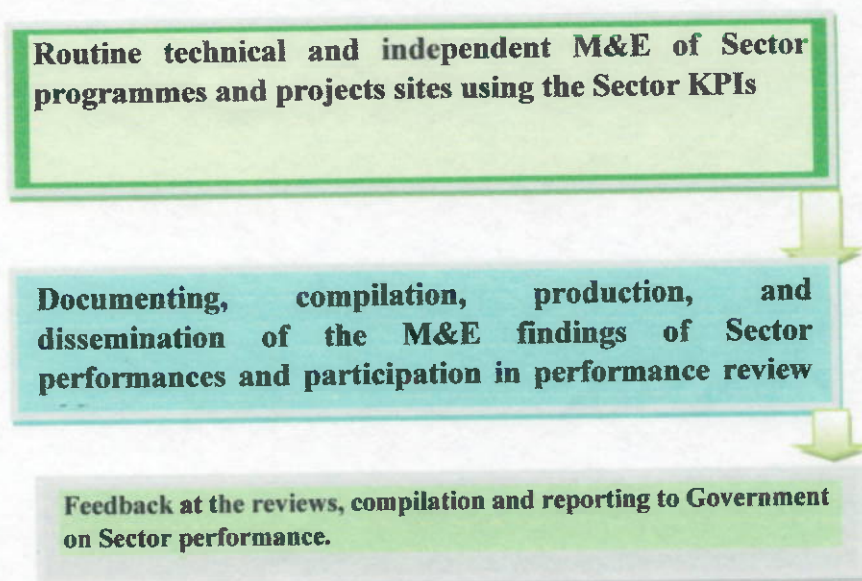 Routine technical and independent M&E of Sector
programmes and projects sites using the Sector KPIs
Documenting, compilation, production, and
dissemination of the M&E findings of Sector
performances and participation in performance review
Feedback at the reviews, compilation and reporting to Government
on Sector performance.